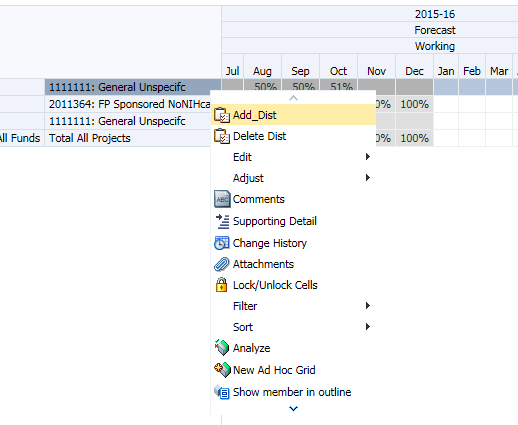 2015-16
Forecast
Working
Jul Aug Sep Oct Nov Dec Jan Feb Mar
1111111: General Unspecifc 50% 50% 51%
2011364: FP Sponsored NoNIHca 0% 100%
1111111: General Unspecifc
All Funds Total All Projects 0% 100%
Add_Dist
Delete Dist
Edit
Adjust
ABC Comments
Supporting Detail
Change History
Attachments
Lock/Unlock Cells
Filter
Sort
Analyze
New Ad Hoc Grid
Show member in outline